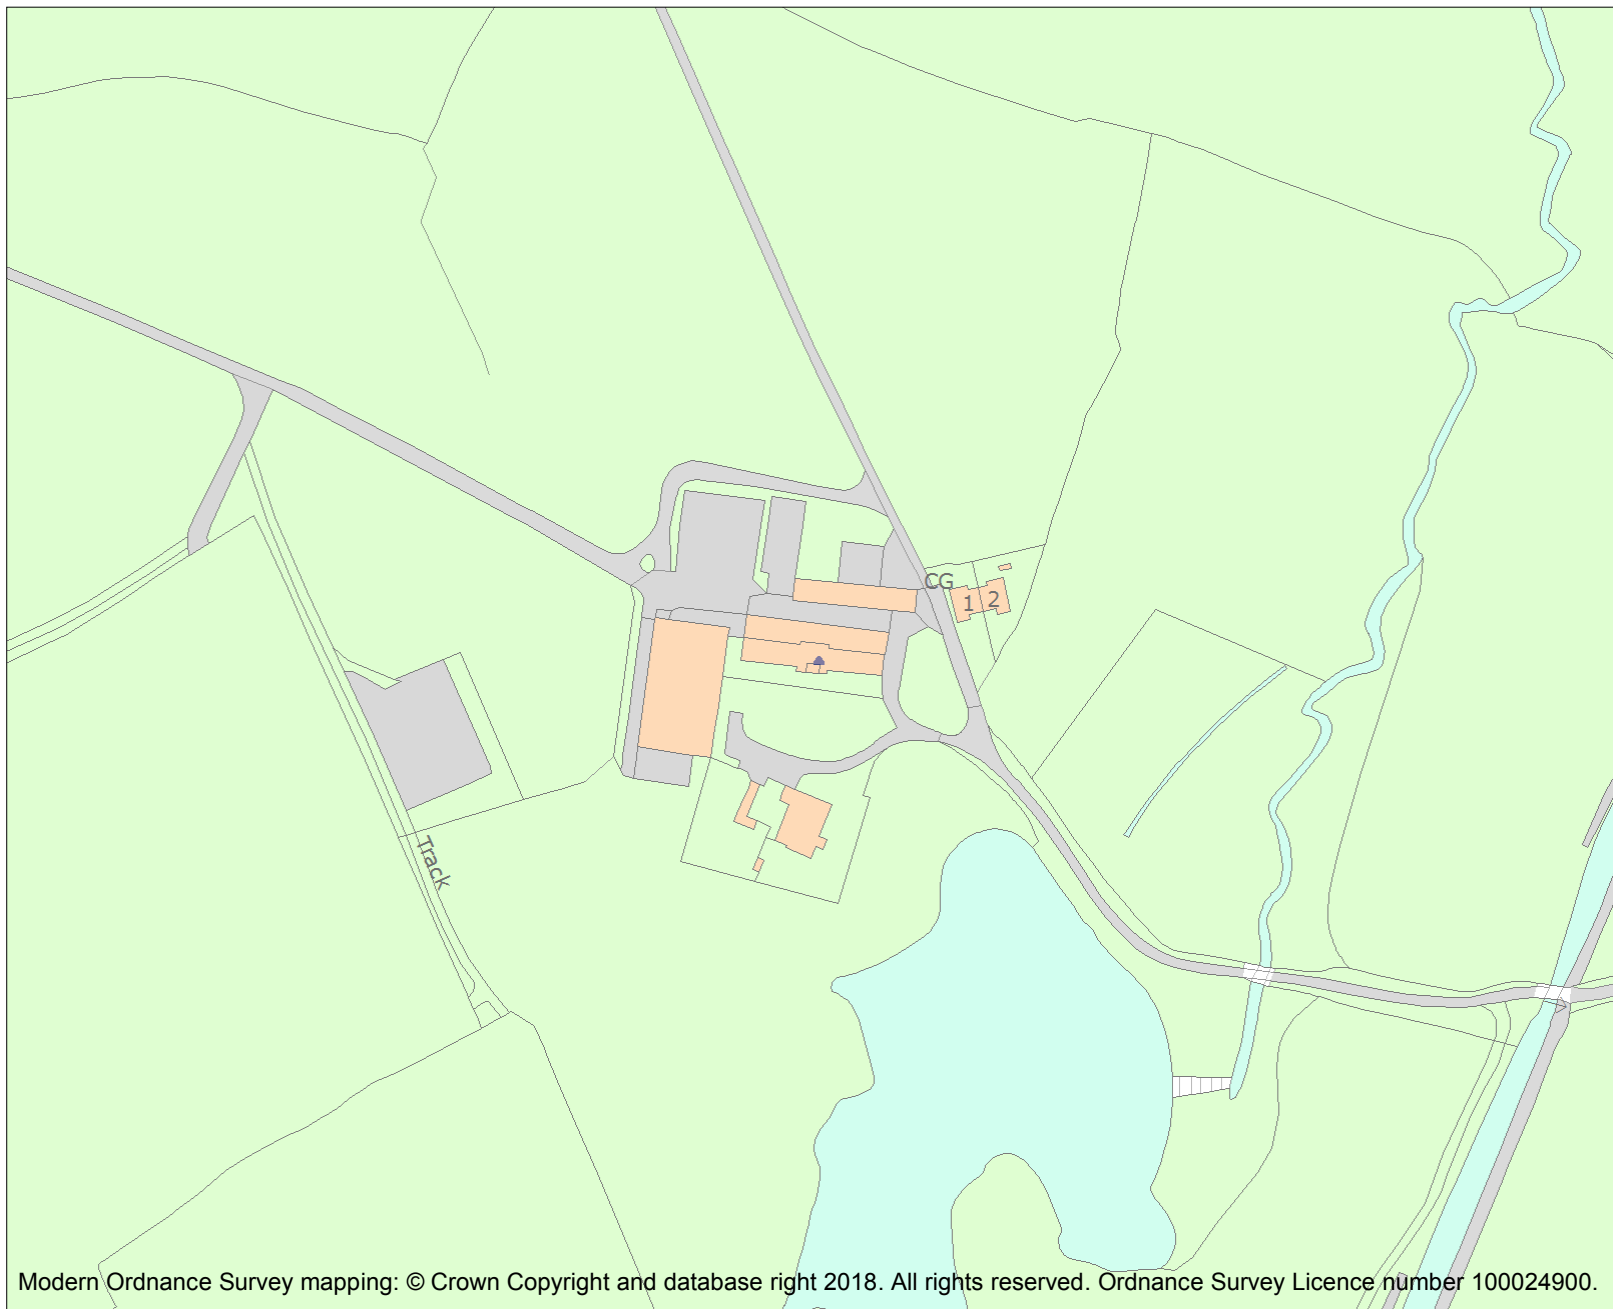 CG
1 2
Track
Modern Ordnance Survey mapping: © Crown Copyright and database right 2018. All rights reserved. Ordnance Survey Licence number 100024900.